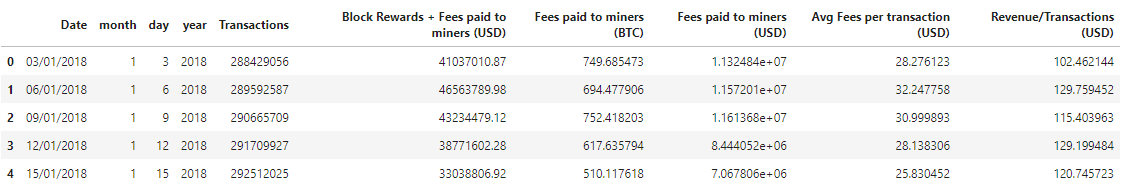 Date month day year Transactions Block Rewards + Fees paid to miners (USD) Fees paid to miners (BTC) Fees paid to miners (USD) Avg Fees per transaction (USD) Revenue/Transactions (USD)
0 03/01/2018 1 3 2018 288429056 41037010.87 749.685473 1.132484e+07 28.276123 102.462144
1 06/01/2018 1 6 2018 289592587 46563789.98 694.477906 1.157201e+07 32.247758 129.759452
2 09/01/2018 1 9 2018 290665709 43234479.12 752.418203 1.161368e+07 30.999893 115.403963
3 12/01/2018 1 12 2018 291709927 38771602.28 617.635794 8.444052e+06 28.138306 129.199484
4 15/01/2018 1 15 2018 292512025 33038806.92 510.117618 7.067806e+06 25.830452 120.745723